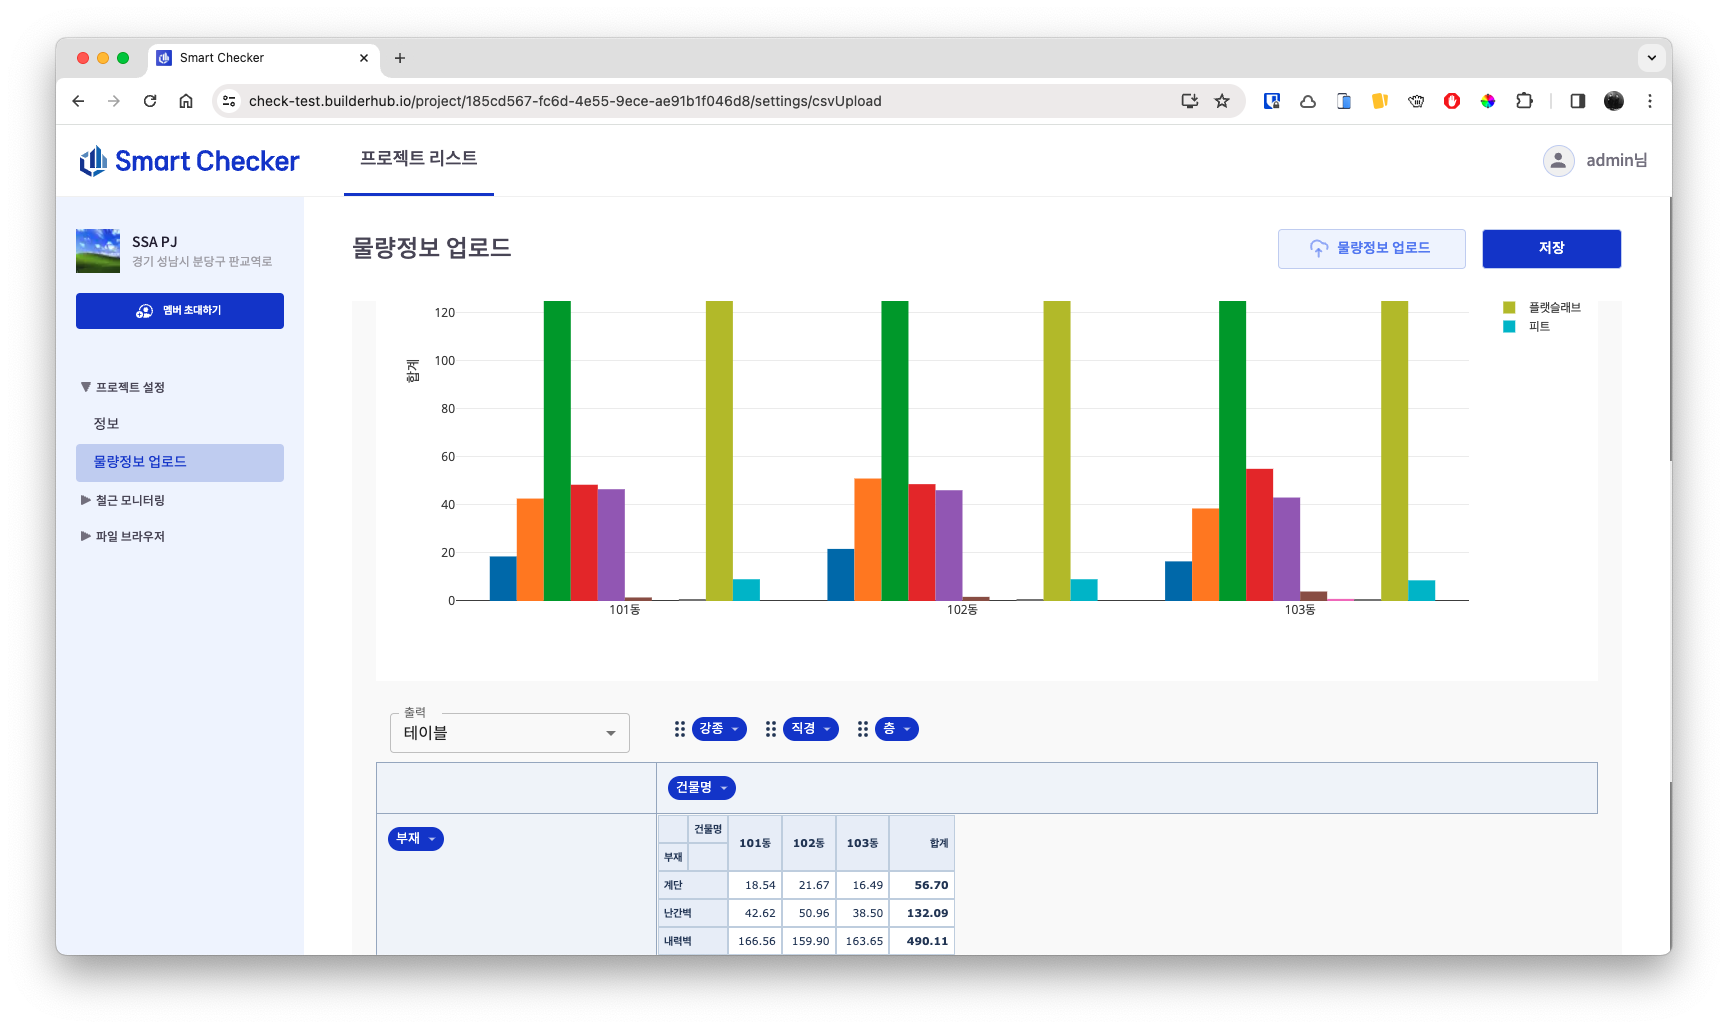 Smart Checker
check-test.builderhub.io/project/185cd567-fc6d-4e55-9ece-ae91b1f046d8/settings/csvUpload
Smart Checker
프로젝트 리스트
admin님
SSA PJ
경기 성남시 분당구 판교역로
멤버 초대하기
프로젝트 설정
정보
물량정보 업로드
철근 모니터링
파일 브라우저
물량정보 업로드
물량정보 업로드
저장
120
100
80
60
40
20
0
합계
101동
102동
103동
플랫슬래브
피트
출력
테이블
강종
직경
층
건물명
부재
건물명
부재
101동 102동 103동 합계
계단 18.54 21.67 16.49 56.70
난간벽 42.62 50.96 38.50 132.09
내력벽 166.56 159.90 163.65 490.11